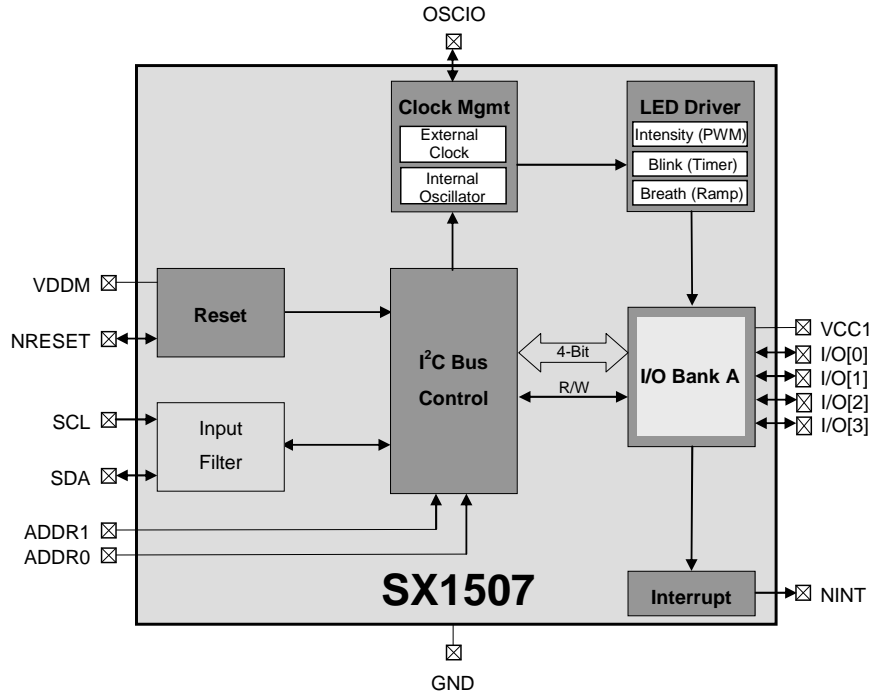 OSCIO
Clock Mgmt
External
Clock
Internal
Oscillator
LED Driver
Intensity (PWM)
Blink (Timer)
Breath (Ramp)
VDDM
NRESET
Reset
SCL
SDA
Input
Filter
ADDR1
ADDR0
I²C Bus
Control
4-Bit
R/W
I/O Bank A
VCC1
I/O[0]
I/O[1]
I/O[2]
I/O[3]
SX1507
Interrupt
NINT
GND